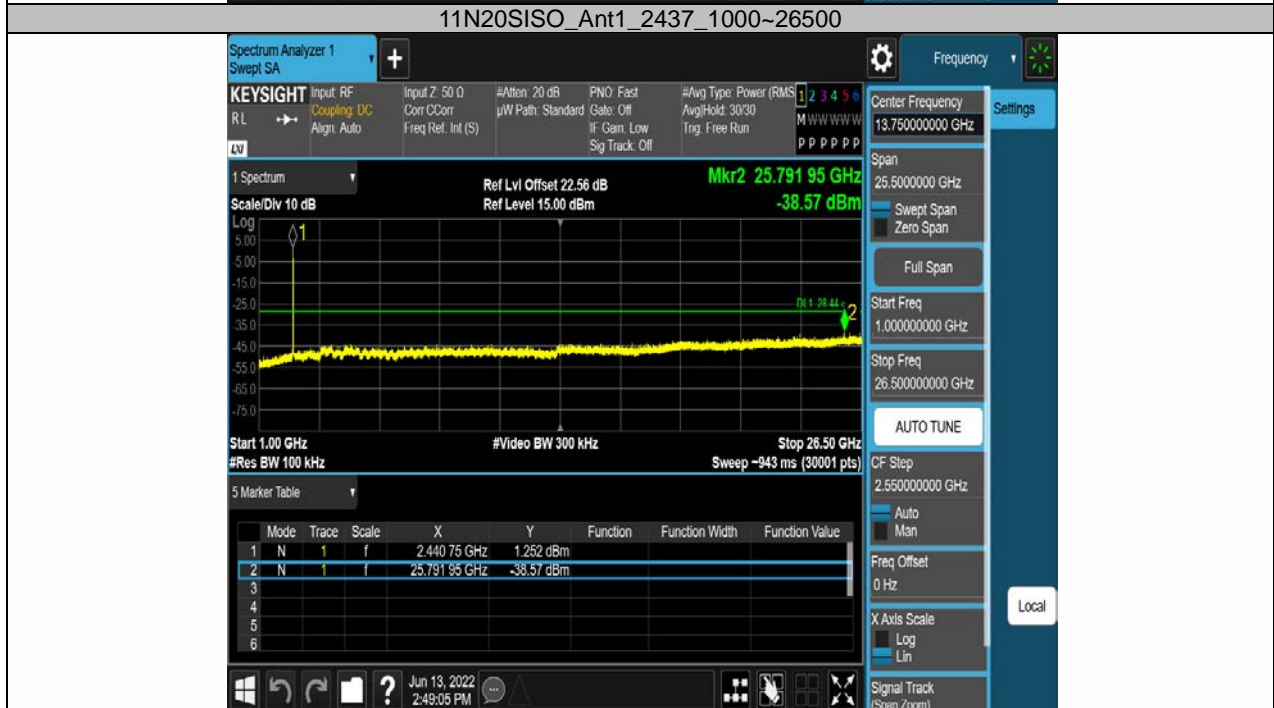 11N20SISO_Ant1_2437_1000~26500
Spectrum Analyzer 1
Swept SA
+
Frequency
KEYSIGHT
RL
LV
Input: RF
Coupling: DC
Align: Auto
Input Z: 50 Ω
Corr CCorr
Freq Ref: Int (S)
#Atten: 20 dB
µW Path: Standard
PNO: Fast
Gate: Off
IF Gain: Low
Sig Track: Off
#Avg Type: Power (RMS
Avg|Hold: 30/30
Trig: Free Run
1 2 3 4 5 6
M W W W W W
P P P P P P
Center Frequency
13.750000000 GHz
Settings
Span
25.5000000 GHz
Swept Span
Zero Span
Full Span
Start Freq
1.000000000 GHz
Stop Freq
26.500000000 GHz
AUTO TUNE
CF Step
2.550000000 GHz
Auto
Man
Freq Offset
0 Hz
X Axis Scale
Log
Lin
Signal Track
(Span Zoom)
Local
1 Spectrum
Scale/Div 10 dB
Ref Lvl Offset 22.56 dB
Ref Level 15.00 dBm
Mkr2 25.791 95 GHz
-38.57 dBm
Log
5.00
-5.00
-15.0
-25.0
-35.0
-45.0
-55.0
-65.0
-75.0
1
DL1 -28.44
2
Start 1.00 GHz
#Res BW 100 kHz
#Video BW 300 kHz
Stop 26.50 GHz
Sweep ~943 ms (30001 pts)
5 Marker Table
Mode Trace Scale X Y Function Function Width Function Value
1 N 1 f 2.440 75 GHz 1.252 dBm
2 N 1 f 25.791 95 GHz -38.57 dBm
3
4
5
6
?
Jun 13, 2022
2:49:05 PM